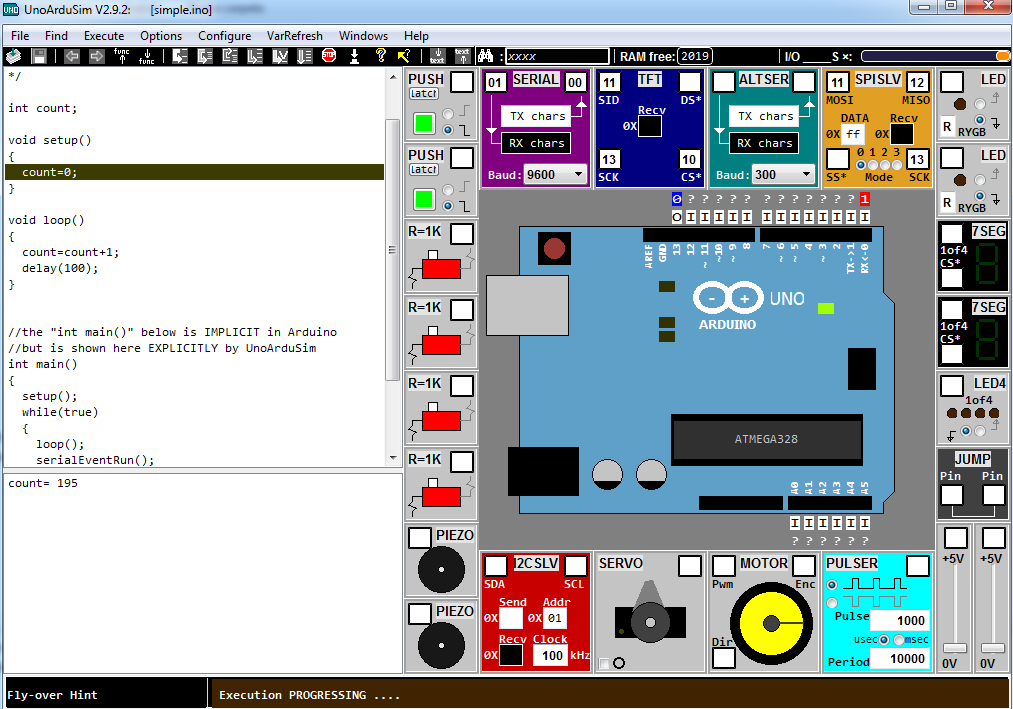 UNO UnoArduSim V2.9.2: [simple.ino]
File Find Execute Options Configure VarRefresh Windows Help
func func text text xxxx RAM free: 2019 I/O ____S x:
*/
int count;
void setup()
{
count=0;
}
void loop()
{
count=count+1;
delay(100);
}
//the "int main()" below is IMPLICIT in Arduino
//but is shown here EXPLICITLY by UnoArduSim
int main()
{
setup();
while(true)
{
loop();
serialEventRun();
count= 195
PUSH
latch
PUSH
latch
R=1K
R=1K
R=1K
R=1K
PIEZO
PIEZO
01 SERIAL 00
TX chars
RX chars
Baud: 9600
11 TFT
SID DS*
Recv
0X
13 10
SCK CS*
ALTSER
TX chars
RX chars
Baud: 300
11 SPISLV 12
MOSI MISO
DATA Recv
0X ff 0X
0 1 2 3 13
SS* Mode SCK
0 ? ? ? ? ? ? ? ? ? ? ? ? 1
O I I I I I I I I I I I I I
AREF GND 13 12 ~ 11 ~10 ~ 9 8 7 ~ 6 ~ 5 4 ~ 3 2 TX->1 RX<-0
- + UNO
ARDUINO
ATMEGA328
A0 A1 A2 A3 A4 A5
I I I I I I
? ? ? ? ? ?
LED
R RYGB
LED
R RYGB
7SEG
1of4
CS*
7SEG
1of4
CS*
LED4
1of4
JUMP
Pin Pin
+5V +5V
0V 0V
I2CSLV
SDA SCL
Send Addr
0X 0X 01
Recv Clock
0X 100 kHz
SERVO
MOTOR
Pwm Enc
Dir
PULSER
Pulse 1000
usec msec
Period 10000
Fly-over Hint Execution PROGRESSING ....